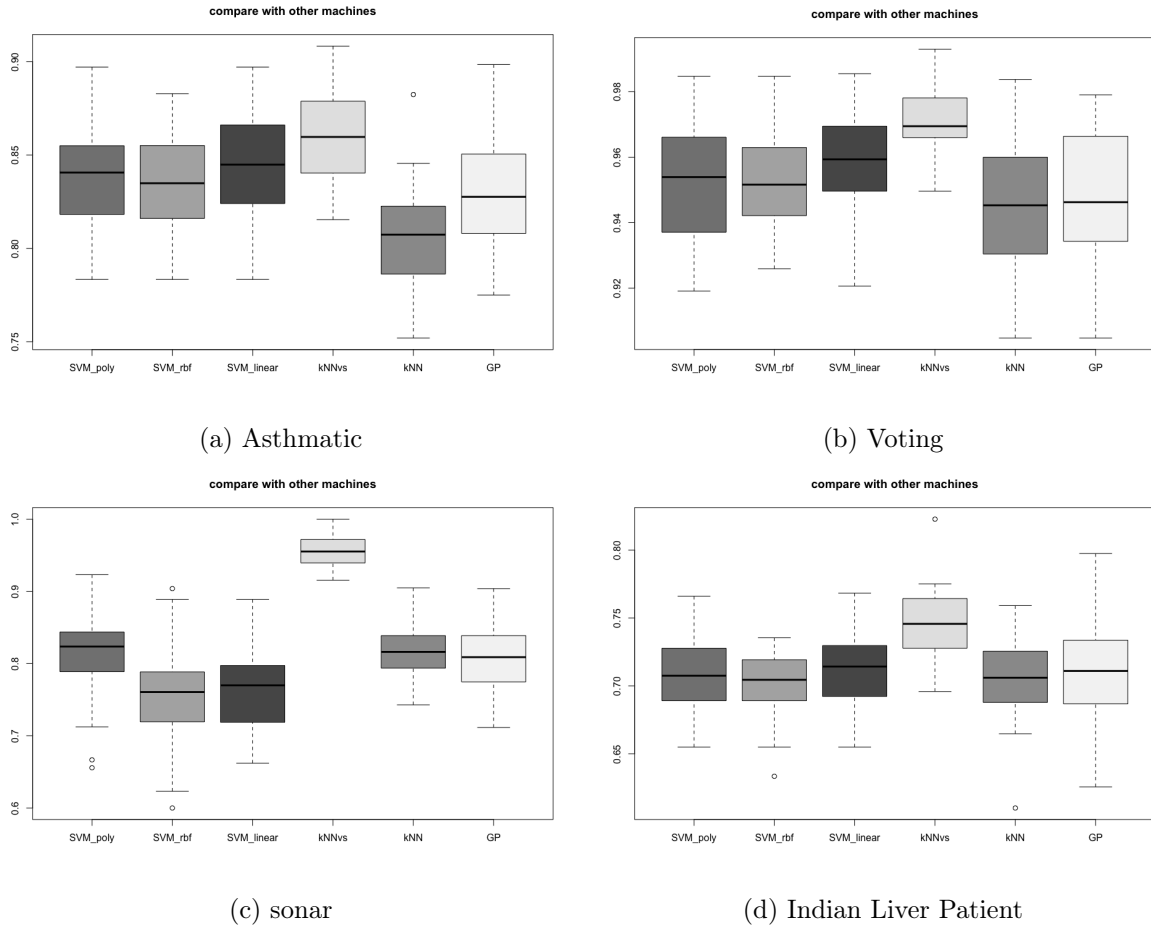 compare with other machines
0.90
0.85
0.80
0.75
SVM_poly SVM_rbf SVM_linear kNNvs kNN GP
(a) Asthmatic
compare with other machines
0.98
0.96
0.94
0.92
SVM_poly SVM_rbf SVM_linear kNNvs kNN GP
(b) Voting
compare with other machines
1.0
0.9
0.8
0.7
0.6
SVM_poly SVM_rbf SVM_linear kNNvs kNN GP
(c) sonar
compare with other machines
0.80
0.75
0.70
0.65
SVM_poly SVM_rbf SVM_linear kNNvs kNN GP
(d) Indian Liver Patient